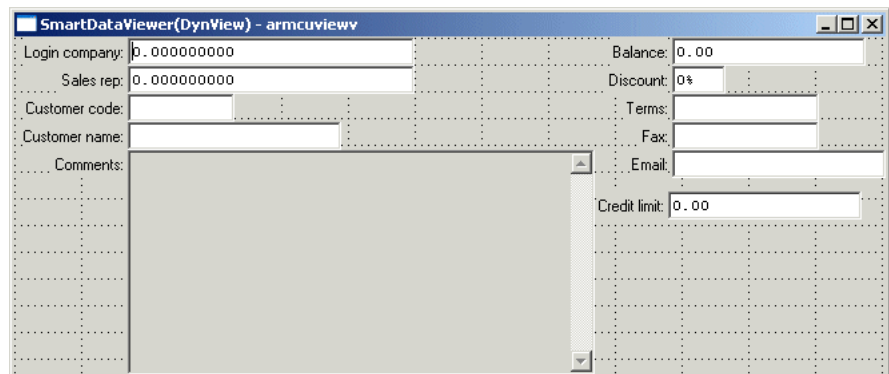 SmartDataViewer(DynView) - armcuviewv
Login company: 0.000000000 Balance: 0.00
Sales rep: 0.000000000 Discount: 0%
Customer code: Terms:
Customer name: Fax:
Comments: Email:
Credit limit: 0.00